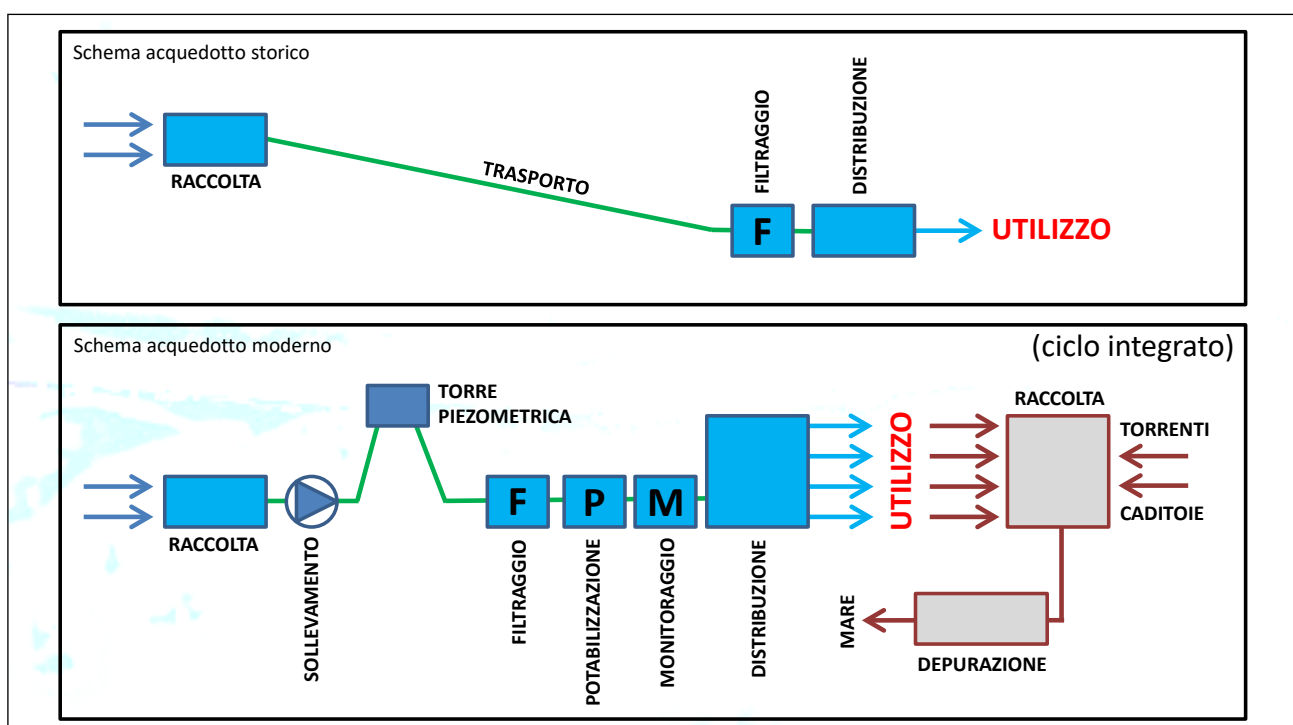 Schema acquedotto storico
RACCOLTA
TRASPORTO
FILTRAGGIO
F
DISTRIBUZIONE
UTILIZZO
Schema acquedotto moderno
(ciclo integrato)
RACCOLTA
SOLLEVAMENTO
TORRE
PIEZOMETRICA
F
FILTRAGGIO
P
POTABILIZZAZIONE
M
MONITORAGGIO
DISTRIBUZIONE
UTILIZZO
RACCOLTA
TORRENTI
CADITOIE
MARE
DEPURAZIONE